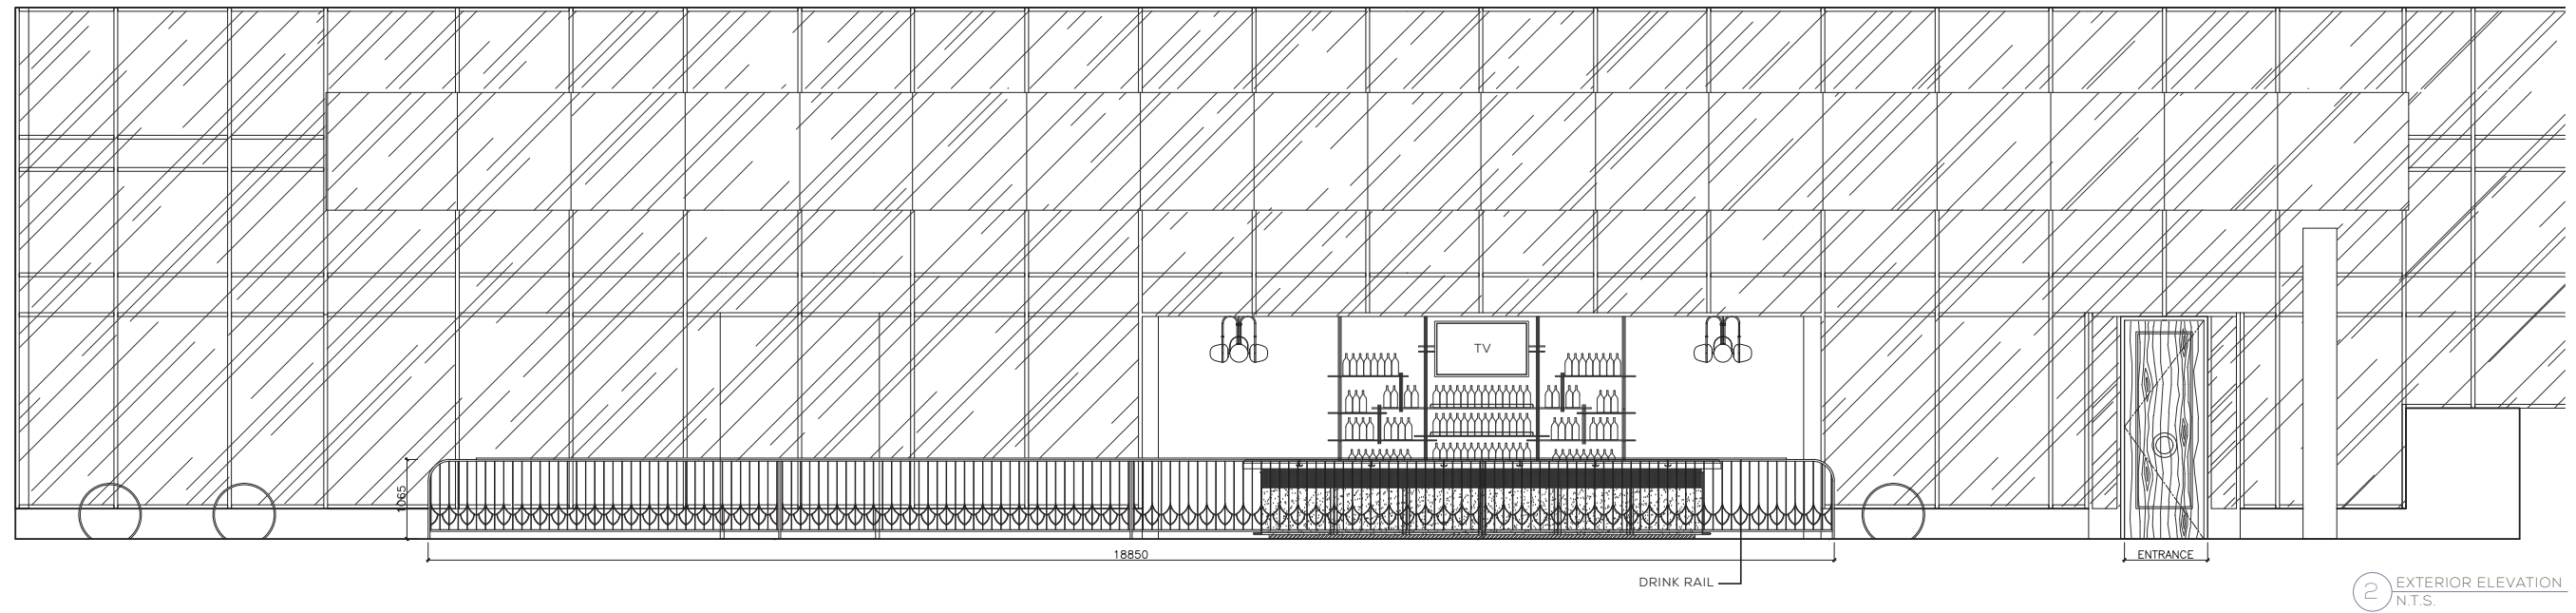 TV
1065
18850
ENTRANCE
DRINK RAIL
2
EXTERIOR ELEVATION
N.T.S.